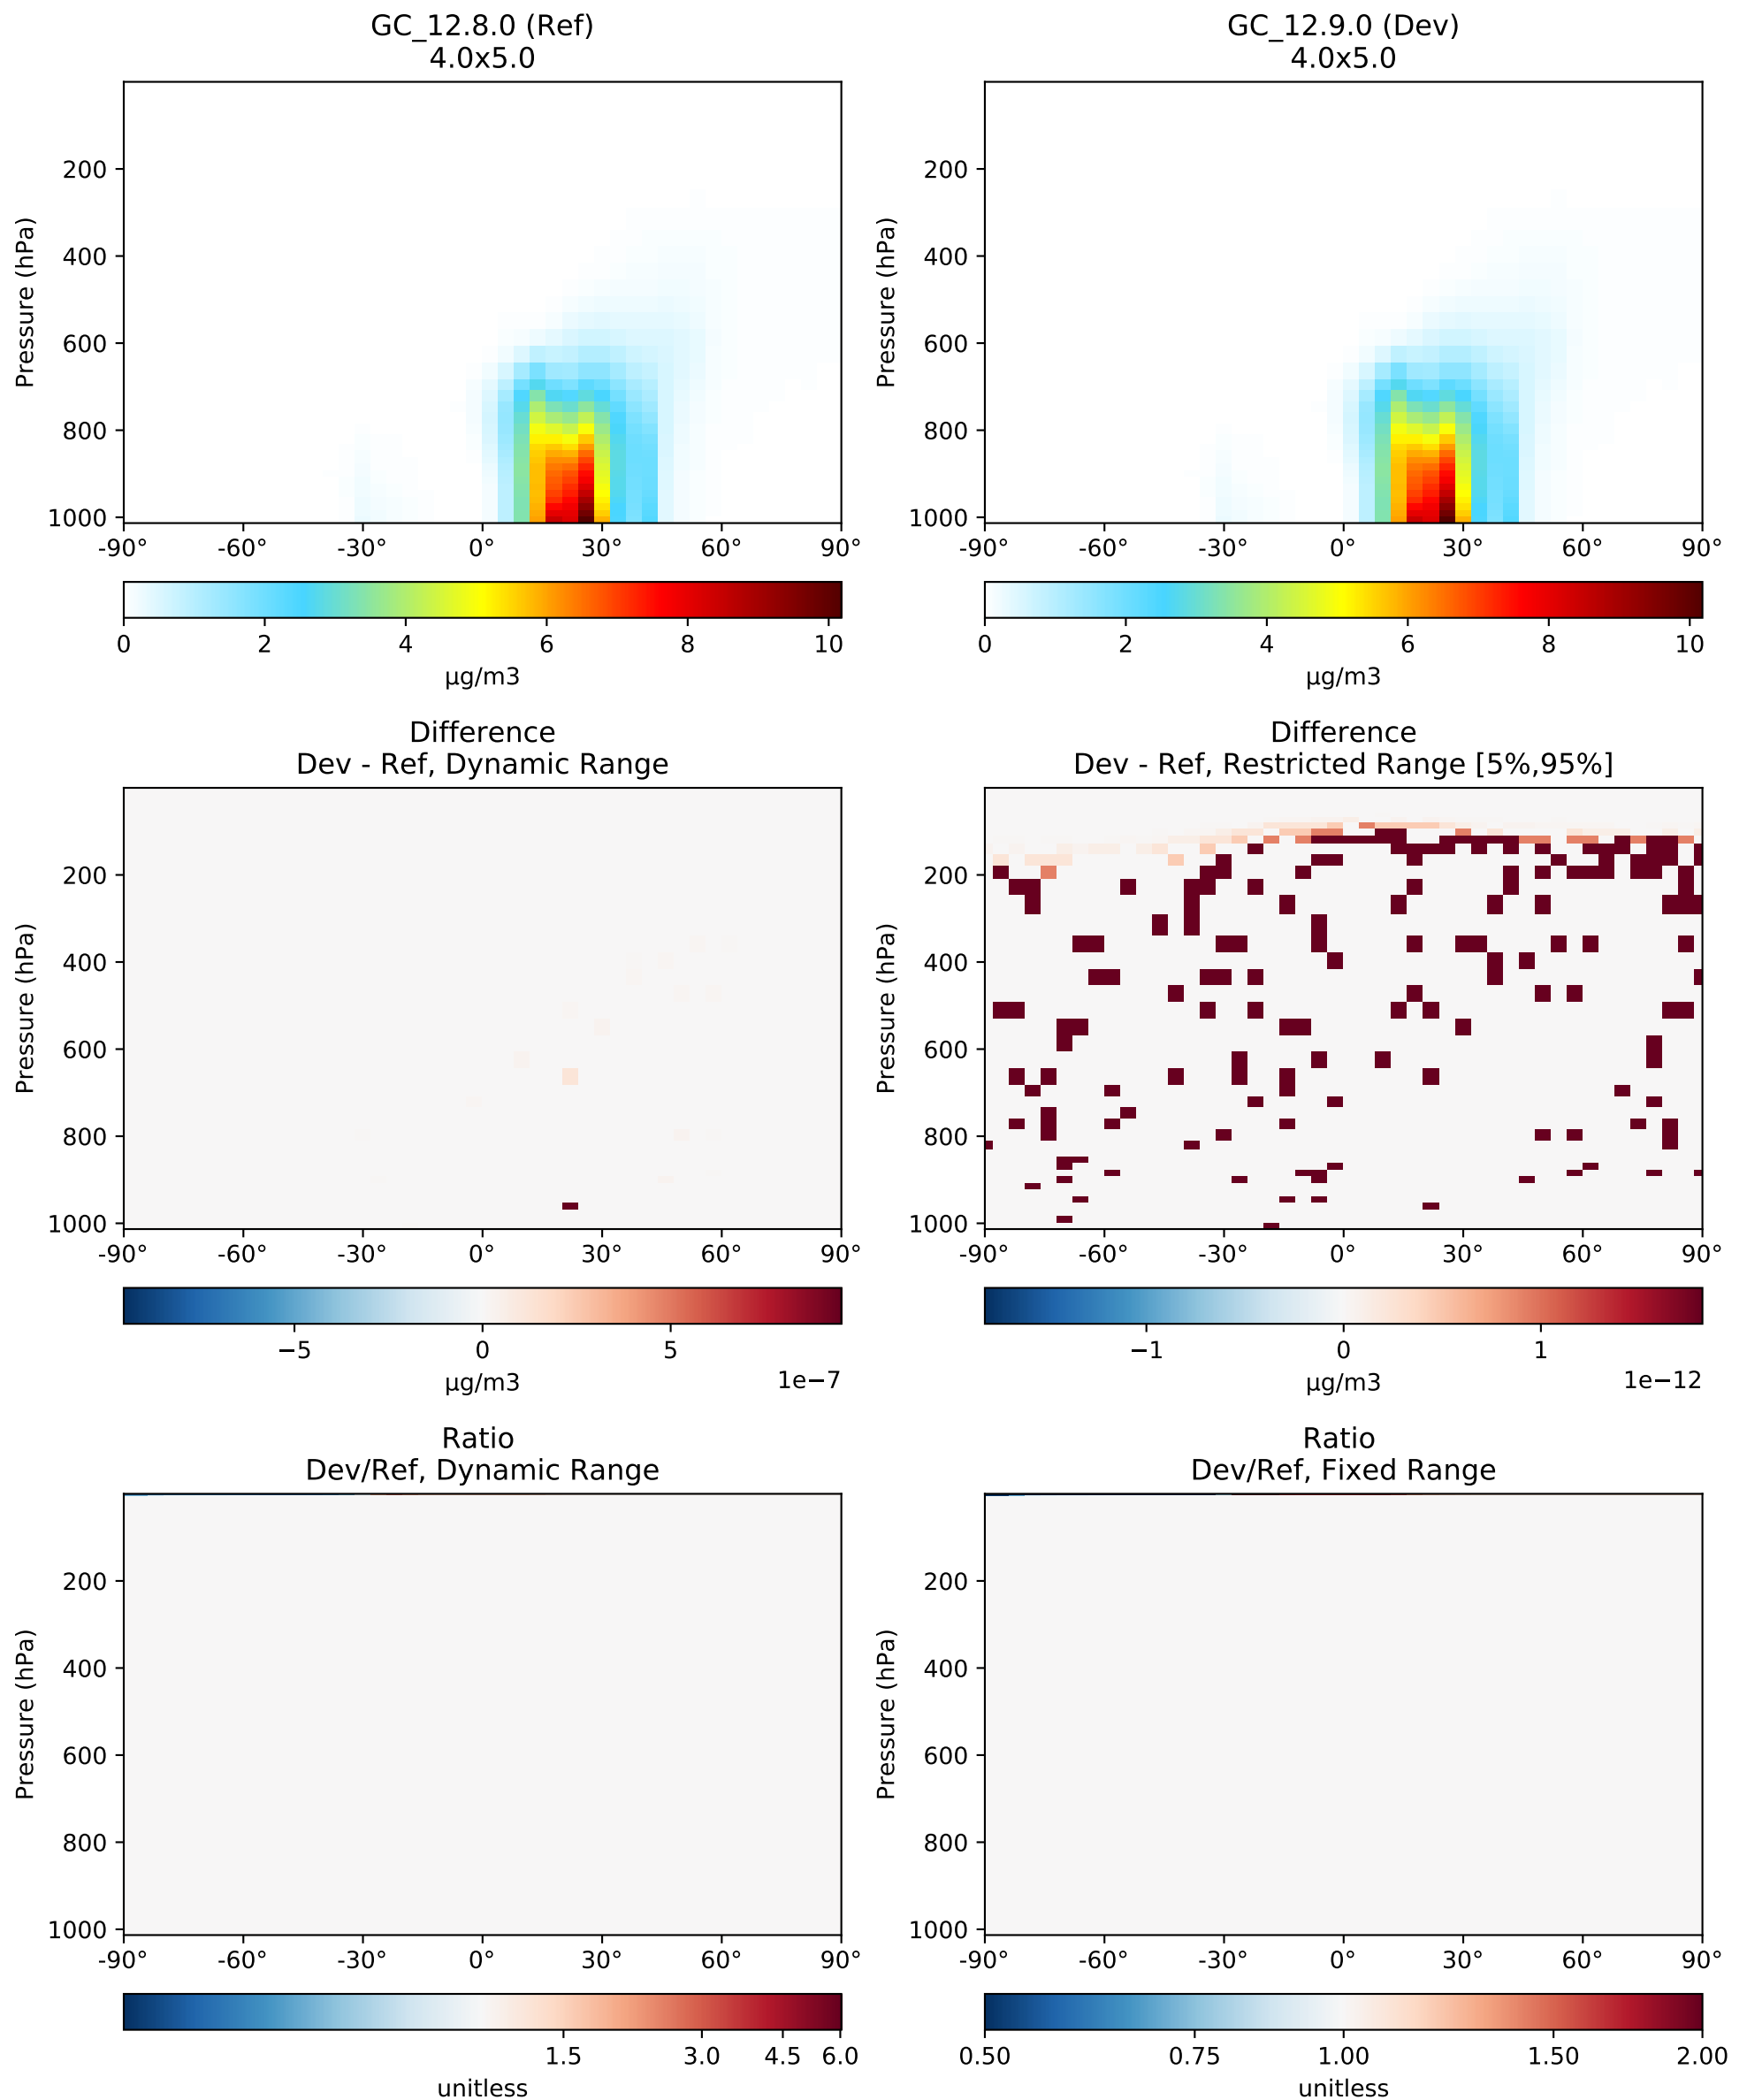 GC_12.8.0 (Ref)
4.0x5.0
Pressure (hPa)
200
400
600
800
1000
-90° -60° -30° 0° 30° 60° 90°
0 2 4 6 8 10
μg/m3
GC_12.9.0 (Dev)
4.0x5.0
Pressure (hPa)
200
400
600
800
1000
-90° -60° -30° 0° 30° 60° 90°
0 2 4 6 8 10
μg/m3
Difference
Dev - Ref, Dynamic Range
Pressure (hPa)
200
400
600
800
1000
-90° -60° -30° 0° 30° 60° 90°
−5 0 5
μg/m3 1e−7
Difference
Dev - Ref, Restricted Range [5%,95%]
Pressure (hPa)
200
400
600
800
1000
-90° -60° -30° 0° 30° 60° 90°
−1 0 1
μg/m3 1e−12
Ratio
Dev/Ref, Dynamic Range
Pressure (hPa)
200
400
600
800
1000
-90° -60° -30° 0° 30° 60° 90°
1.5 3.0 4.5 6.0
unitless
Ratio
Dev/Ref, Fixed Range
Pressure (hPa)
200
400
600
800
1000
-90° -60° -30° 0° 30° 60° 90°
0.50 0.75 1.00 1.50 2.00
unitless